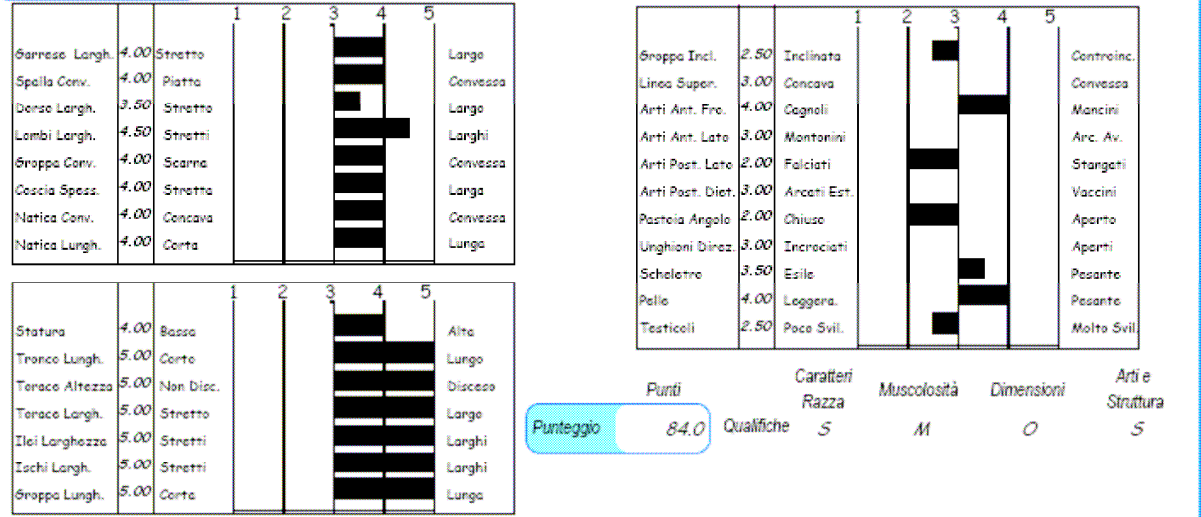 1 2 3 4 5
Garrese Largh. 4.00 Stretto Largo
Spalla Conv. 4.00 Piatta Convessa
Dorso Largh. 3.50 Stretto Largo
Lombi Largh. 4.50 Stretti Larghi
Groppa Conv. 4.00 Scarna Convessa
Coscia Spess. 4.00 Stretta Larga
Natica Conv. 4.00 Concava Convessa
Natica Lungh. 4.00 Corta Lunga
1 2 3 4 5
Statura 4.00 Bassa Alta
Tronco Lungh. 5.00 Corto Lungo
Torace Altezza 5.00 Non Disc. Disceso
Torace Largh. 5.00 Stretto Largo
Ilei Larghezza 5.00 Stretti Larghi
Ischi Largh. 5.00 Stretti Larghi
Groppa Lungh. 5.00 Corta Lunga
1 2 3 4 5
Groppa Incl. 2.50 Inclinata Controinc.
Linea Super. 3.00 Concava Convessa
Arti Ant. Fro. 4.00 Cagnoli Mancini
Arti Ant. Lato 3.00 Montonini Arc. Av.
Arti Post. Lato 2.00 Falciati Stangati
Arti Post. Diet. 3.00 Arcati Est. Vaccini
Pastoia Angolo 2.00 Chiuso Aperto
Unghioni Direz. 3.00 Incrociati Aperti
Scheletro 3.50 Esile Pesante
Pelle 4.00 Leggera. Pesante
Testicoli 2.50 Poco Svil. Molto Svil
Punti Caratteri Razza Muscolosità Dimensioni Arti e Struttura
Punteggio 84.0 Qualifiche S M O S